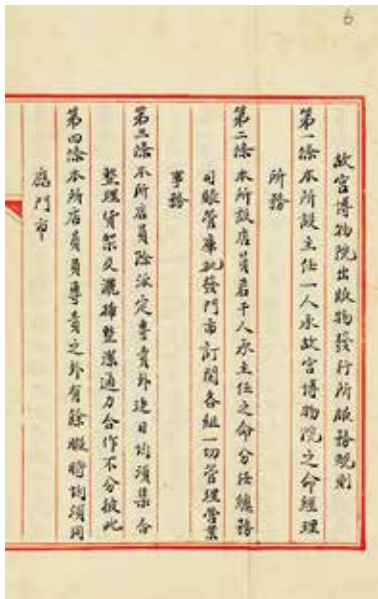 6
故宮博物院出版物發行所服務規則
第一條本所設主任一人承故宮博物院之命經理
所務
第二條本所設店員若干人承主任之命分任總務
司賬管庫批發門市訂閱各組一切管理營業
事務
第三條本所店員除派定專責外逐日均須集合
整理貨架及灑掃整潔通力合作不分彼此
第四條本所店員專責之外有餘暇時均須同
應門市